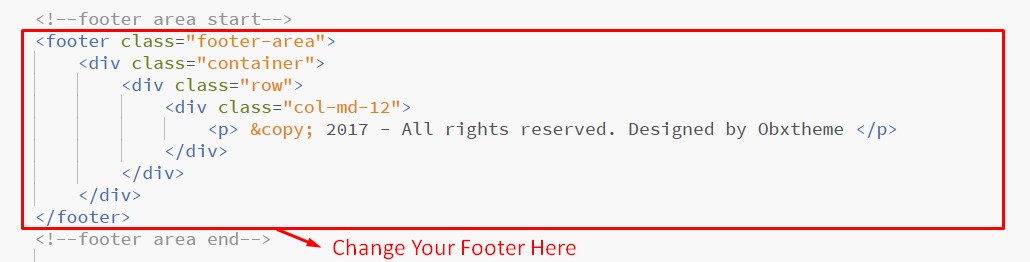 <!--footer area start-->
<footer class="footer-area">
<div class="container">
<div class="row">
<div class="col-md-12">
<p> &copy; 2017 - All rights reserved. Designed by Obxtheme </p>
</div>
</div>
</div>
</footer>
<!--footer area end-->
Change Your Footer Here